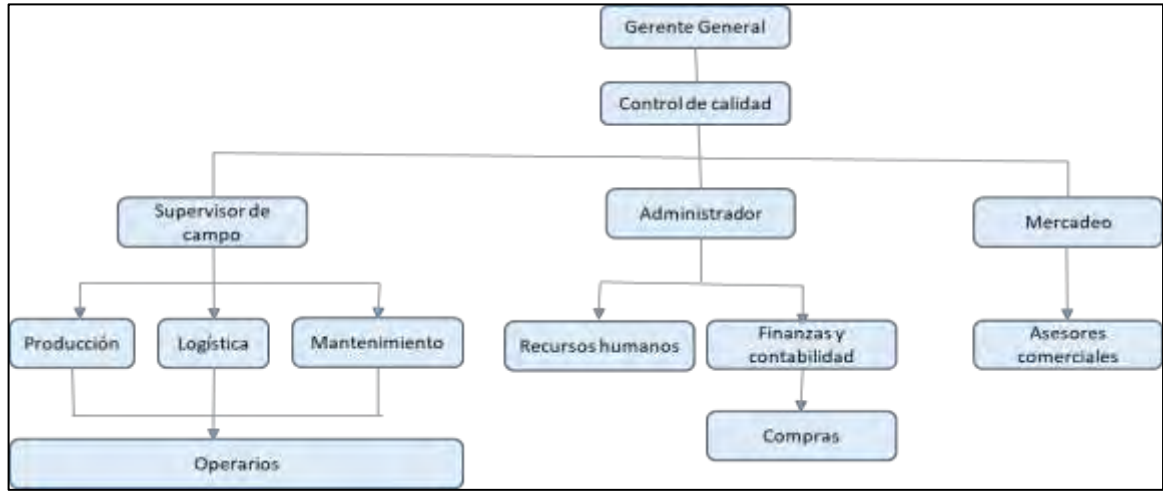 Gerente General
Control de calidad
Supervisor de
campo
Administrador
Mercadeo
Producción
Logística
Mantenimiento
Recursos humanos
Finanzas y
contabilidad
Asesores
comerciales
Compras
Operarios